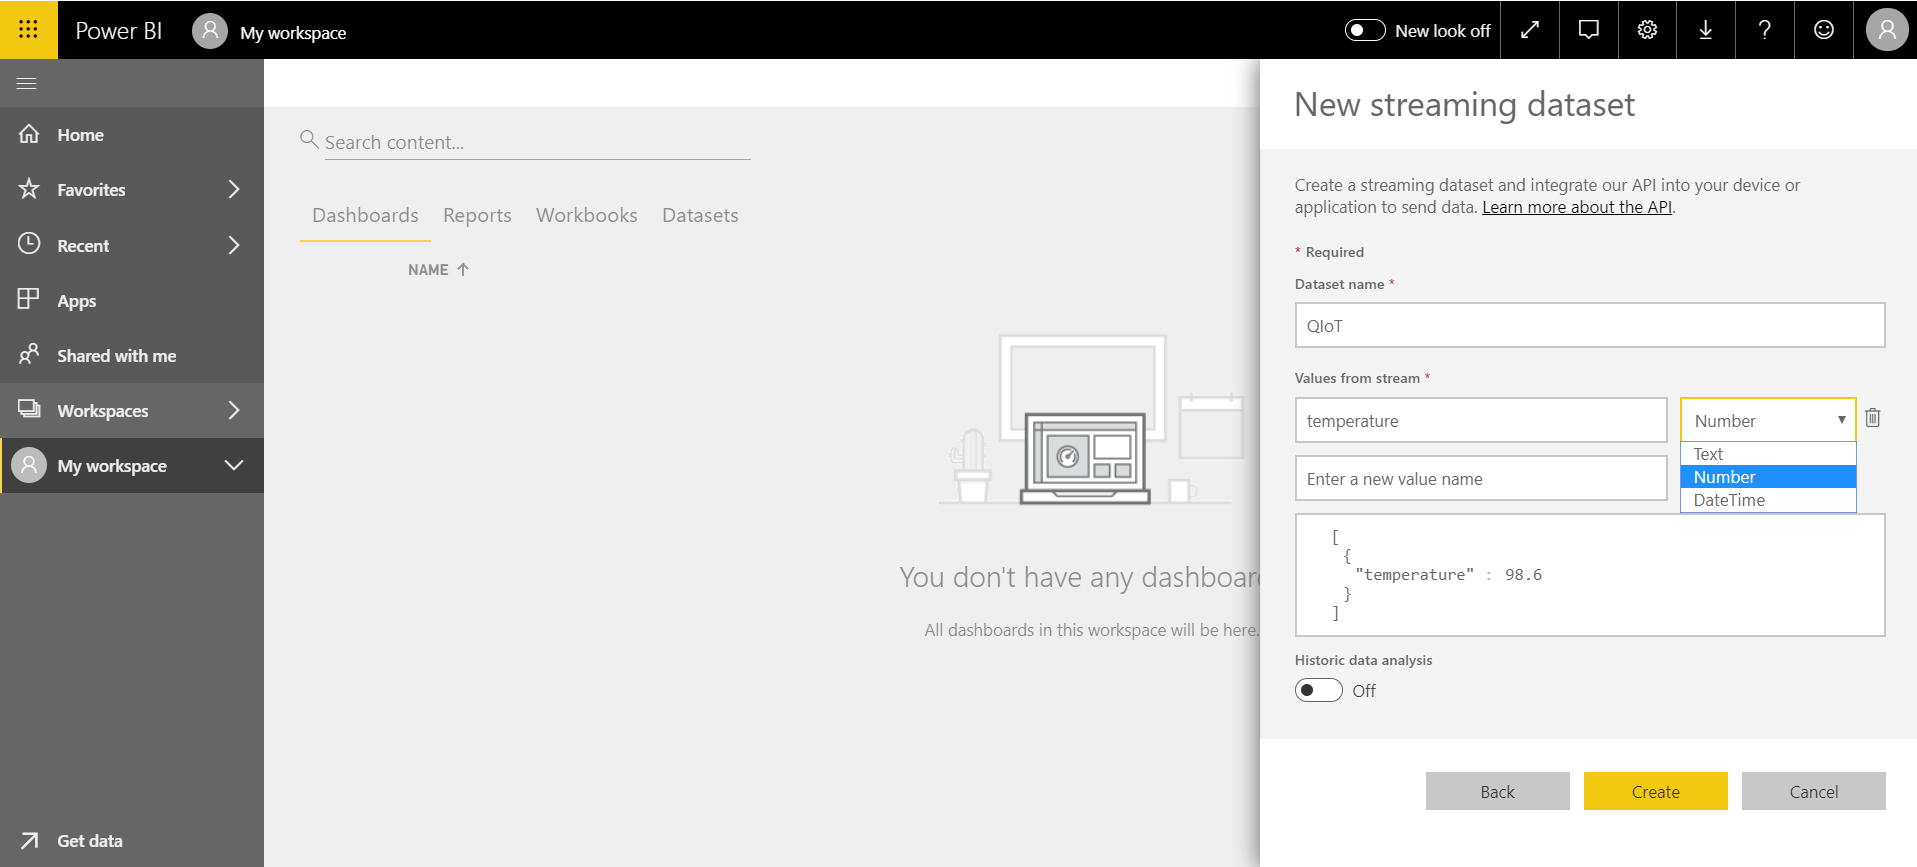 Power BI
My workspace
New look off
Home
Favorites
Recent
Apps
Shared with me
Workspaces
My workspace
Get data
Search content...
Dashboards Reports Workbooks Datasets
NAME
You don't have any dashboar
All dashboards in this workspace will be here.
New streaming dataset
Create a streaming dataset and integrate our API into your device or
application to send data. Learn more about the API.
* Required
Dataset name *
QIoT
Values from stream *
temperature
Number
Text
Number
DateTime
Enter a new value name
[
{
"temperature" : 98.6
}
]
Historic data analysis
Off
Back
Create
Cancel